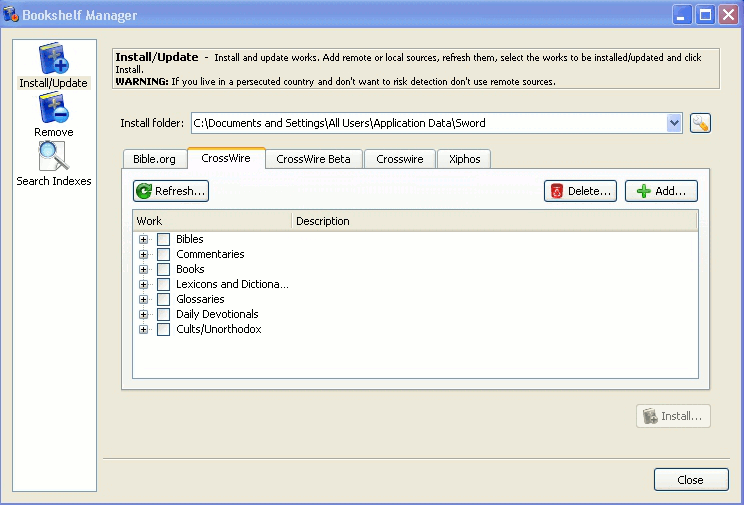 Bookshelf Manager
Install/Update
Remove
Search Indexes
Install/Update - Install and update works. Add remote or local sources, refresh them, select the works to be installed/updated and click
Install.
WARNING: If you live in a persecuted country and don't want to risk detection don't use remote sources.
Install folder: C:\Documents and Settings\All Users\Application Data\Sword
Bible.org CrossWire CrossWire Beta Crosswire Xiphos
Refresh... Delete... Add...
Work Description
Bibles
Commentaries
Books
Lexicons and Dictiona...
Glossaries
Daily Devotionals
Cults/Unorthodox
Install...
Close